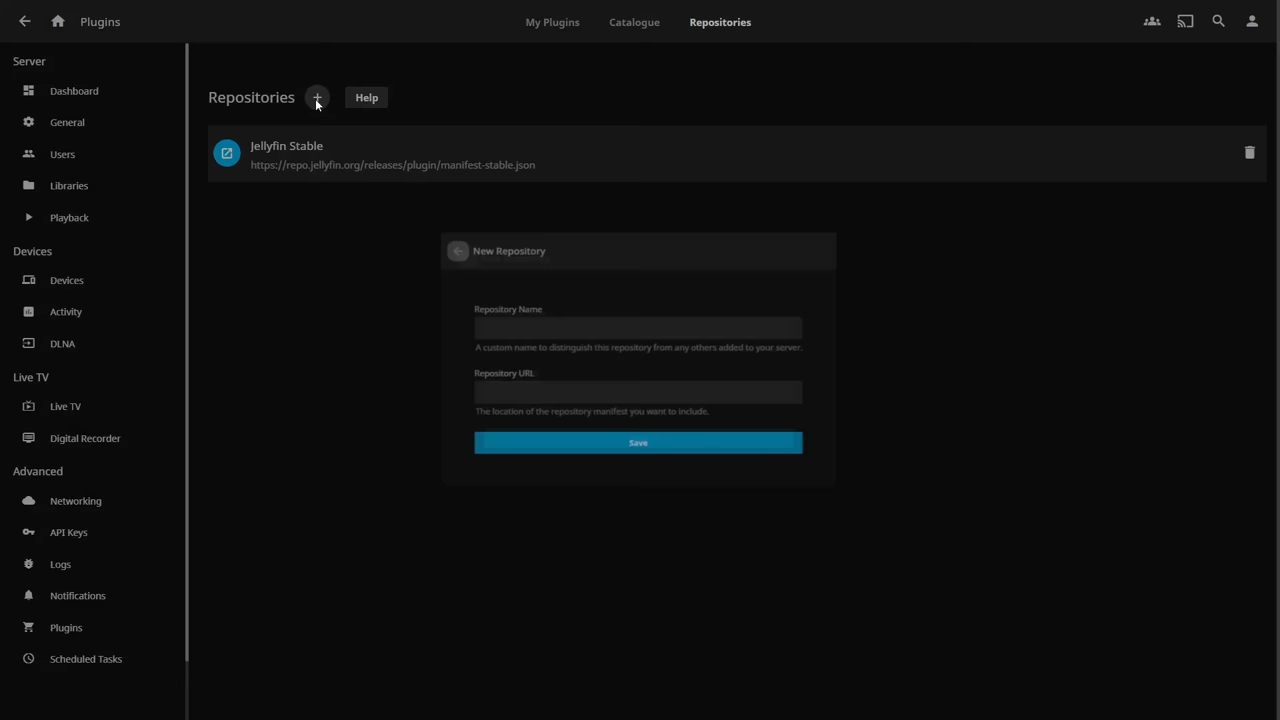 Plugins
My Plugins
Catalogue
Repositories
Server
Dashboard
General
Users
Libraries
Playback
Devices
Devices
Activity
DLNA
Live TV
Live TV
Digital Recorder
Advanced
Networking
API Keys
Logs
Notifications
Plugins
Scheduled Tasks
Repositories
Help
Jellyfin Stable
https://repo.jellyfin.org/releases/plugin/manifest-stable.json
New Repository
Repository Name
A custom name to distinguish this repository from any others added to your server.
Repository URL
The location of the repository manifest you want to include.
Save